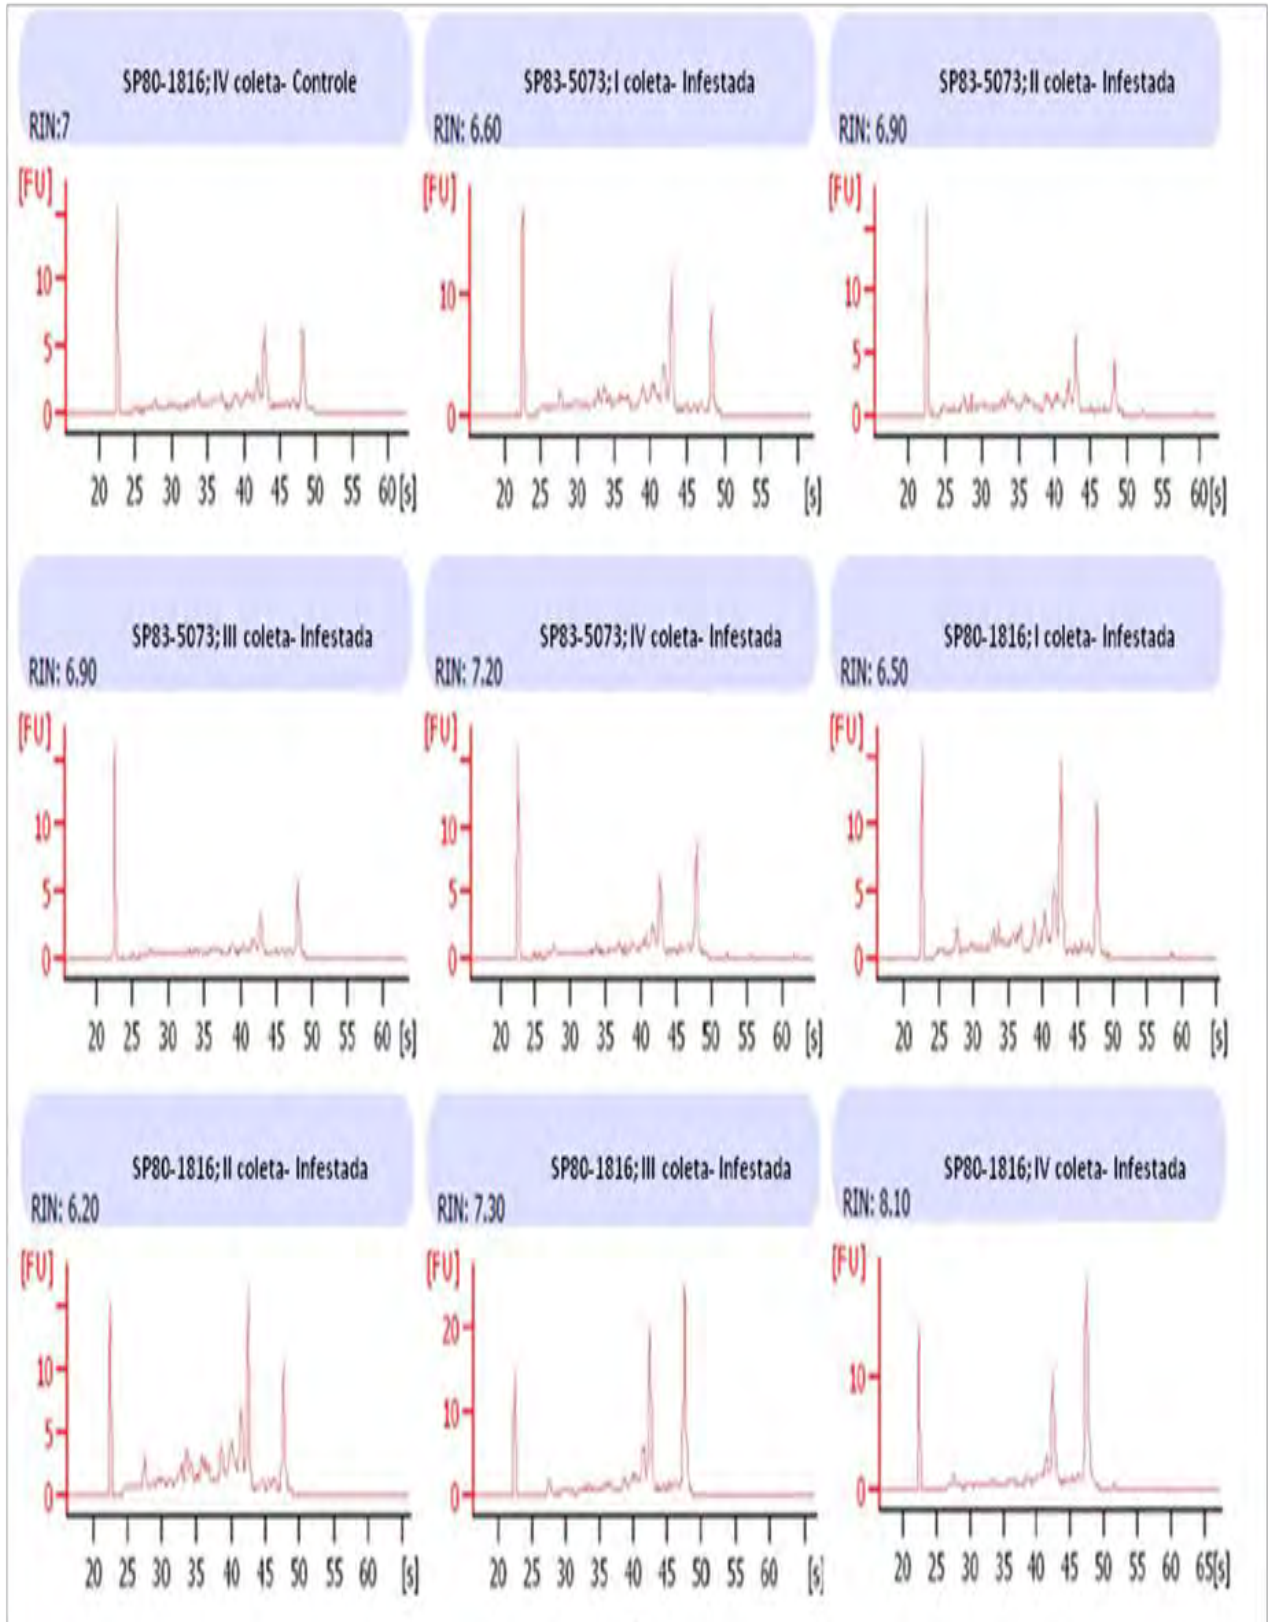 SP80-1816; IV coleta- Controle
RIN:7
[FU]
10
5
0
20 25 30 35 40 45 50 55 60 [s]
SP83-5073; I coleta- Infestada
RIN: 6.60
[FU]
10
0
20 25 30 35 40 45 50 55 [s]
SP83-5073; II coleta- Infestada
RIN: 6.90
[FU]
10
5
0
20 25 30 35 40 45 50 55 60 [s]
SP83-5073; III coleta- Infestada
RIN: 6.90
[FU]
10
5
0
20 25 30 35 40 45 50 55 60 [s]
SP83-5073; IV coleta- Infestada
RIN: 7.20
[FU]
10
5
0
20 25 30 35 40 45 50 55 60 [s]
SP80-1816; I coleta- Infestada
RIN: 6.50
[FU]
10
5
0
20 25 30 35 40 45 50 55 60 [s]
SP80-1816; II coleta- Infestada
RIN: 6.20
[FU]
10
5
0
20 25 30 35 40 45 50 55 60 [s]
SP80-1816; III coleta- Infestada
RIN: 7.30
[FU]
20
10
0
20 25 30 35 40 45 50 55 60 [s]
SP80-1816; IV coleta- Infestada
RIN: 8.10
[FU]
10
0
20 25 30 35 40 45 50 55 60 65 [s]